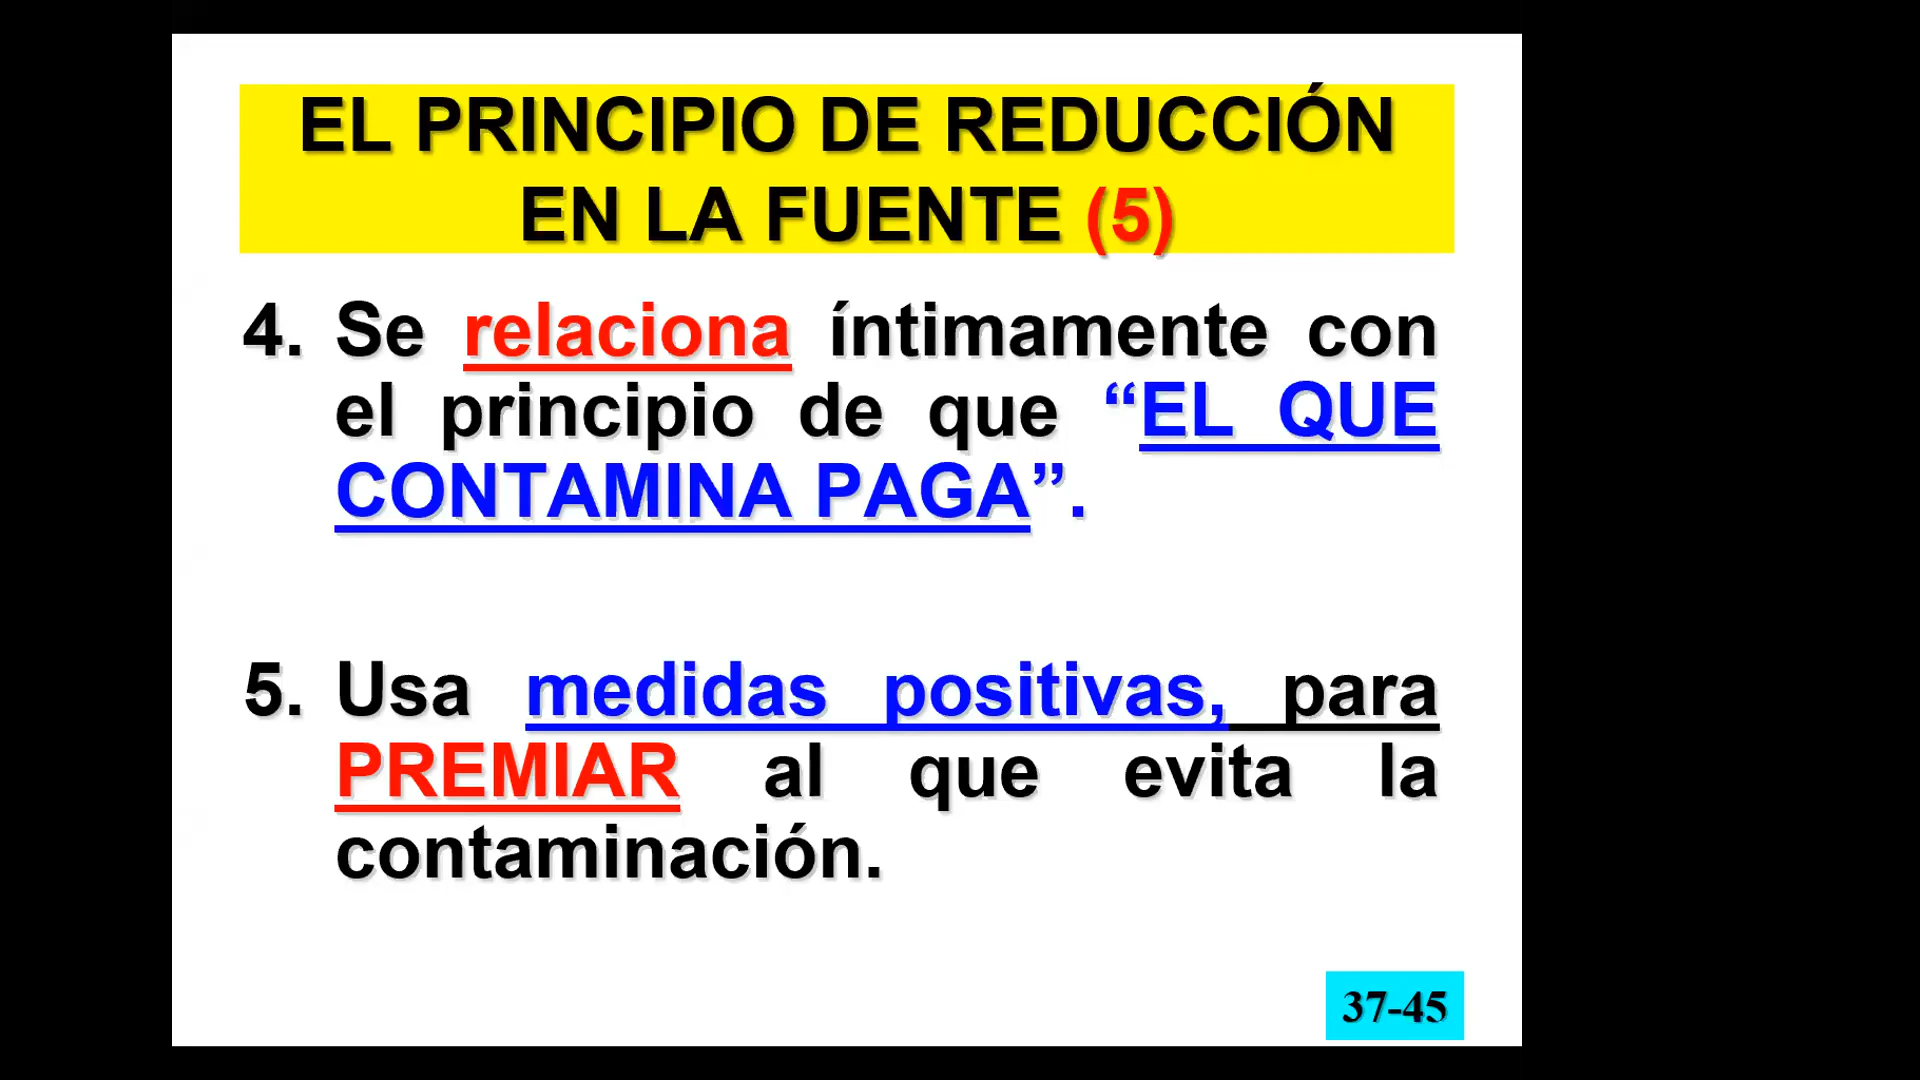 EL PRINCIPIO DE REDUCCIÓN
EN LA FUENTE (5)
4. Se relaciona íntimamente con
el principio de que “EL QUE
CONTAMINA PAGA”.
5. Usa medidas positivas, para
PREMIAR al que evita la
contaminación.
37-45